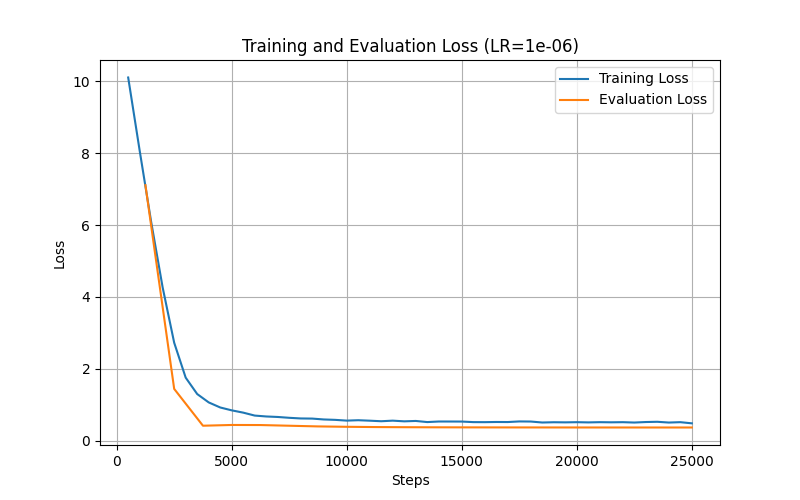 Training and Evaluation Loss (LR=1e-06)
Training Loss
Evaluation Loss
10
8
6
4
2
0
Loss
0 5000 10000 15000 20000 25000
Steps